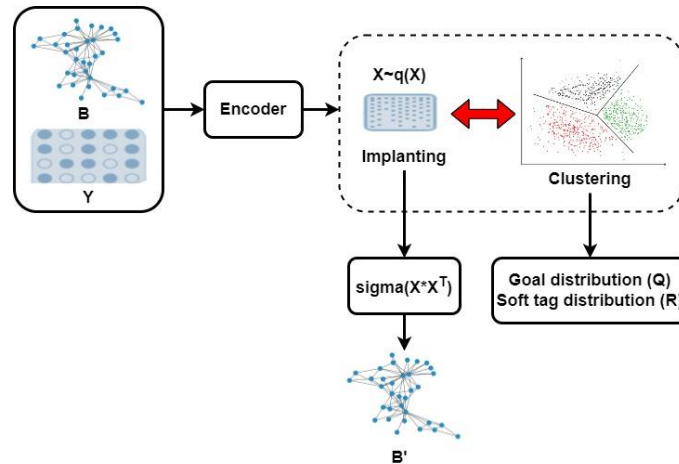 B
Y
Encoder
X~q(X)
Implanting
Clustering
sigma(X*X^T)
Goal distribution (Q)
Soft tag distribution (R)
B'